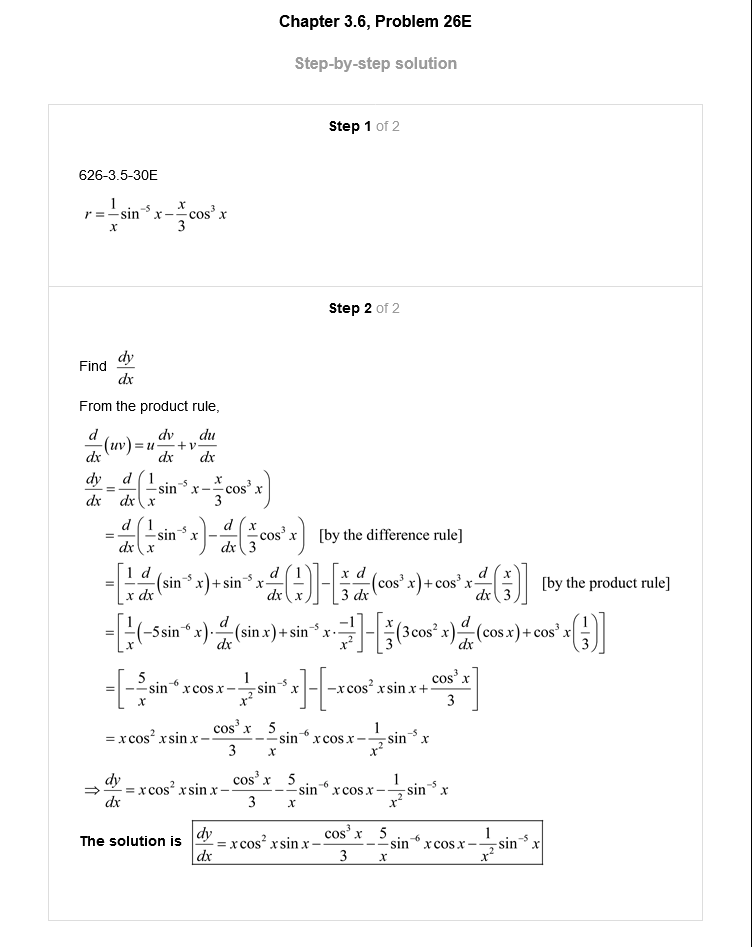 Chapter 3.6, Problem 26E
Step-by-step solution
Step 1 of 2
626-3.5-30E
r = \frac{1}{x}\sin^{-5} x - \frac{x}{3}\cos^{3} x
Step 2 of 2
Find \frac{dy}{dx}
From the product rule,
\frac{d}{dx}(uv) = u\frac{dv}{dx} + v\frac{du}{dx}
\frac{dy}{dx} = \frac{d}{dx}\left(\frac{1}{x}\sin^{-5} x - \frac{x}{3}\cos^{3} x\right)
= \frac{d}{dx}\left(\frac{1}{x}\sin^{-5} x\right) - \frac{d}{dx}\left(\frac{x}{3}\cos^{3} x\right) [by the difference rule]
= \left[\frac{1}{x}\frac{d}{dx}(\sin^{-5} x) + \sin^{-5} x\frac{d}{dx}\left(\frac{1}{x}\right)\right] - \left[\frac{x}{3}\frac{d}{dx}(\cos^{3} x) + \cos^{3} x\frac{d}{dx}\left(\frac{x}{3}\right)\right] [by the product rule]
= \left[\frac{1}{x}(-5\sin^{-6} x)\cdot\frac{d}{dx}(\sin x) + \sin^{-5} x\cdot\frac{-1}{x^{2}}\right] - \left[\frac{x}{3}(3\cos^{2} x)\frac{d}{dx}(\cos x) + \cos^{3} x\left(\frac{1}{3}\right)\right]
= \left[-\frac{5}{x}\sin^{-6} x\cos x - \frac{1}{x^{2}}\sin^{-5} x\right] - \left[-x\cos^{2} x\sin x + \frac{\cos^{3} x}{3}\right]
= x\cos^{2} x\sin x - \frac{\cos^{3} x}{3} - \frac{5}{x}\sin^{-6} x\cos x - \frac{1}{x^{2}}\sin^{-5} x
\Rightarrow \frac{dy}{dx} = x\cos^{2} x\sin x - \frac{\cos^{3} x}{3} - \frac{5}{x}\sin^{-6} x\cos x - \frac{1}{x^{2}}\sin^{-5} x
The solution is \frac{dy}{dx} = x\cos^{2} x\sin x - \frac{\cos^{3} x}{3} - \frac{5}{x}\sin^{-6} x\cos x - \frac{1}{x^{2}}\sin^{-5} x